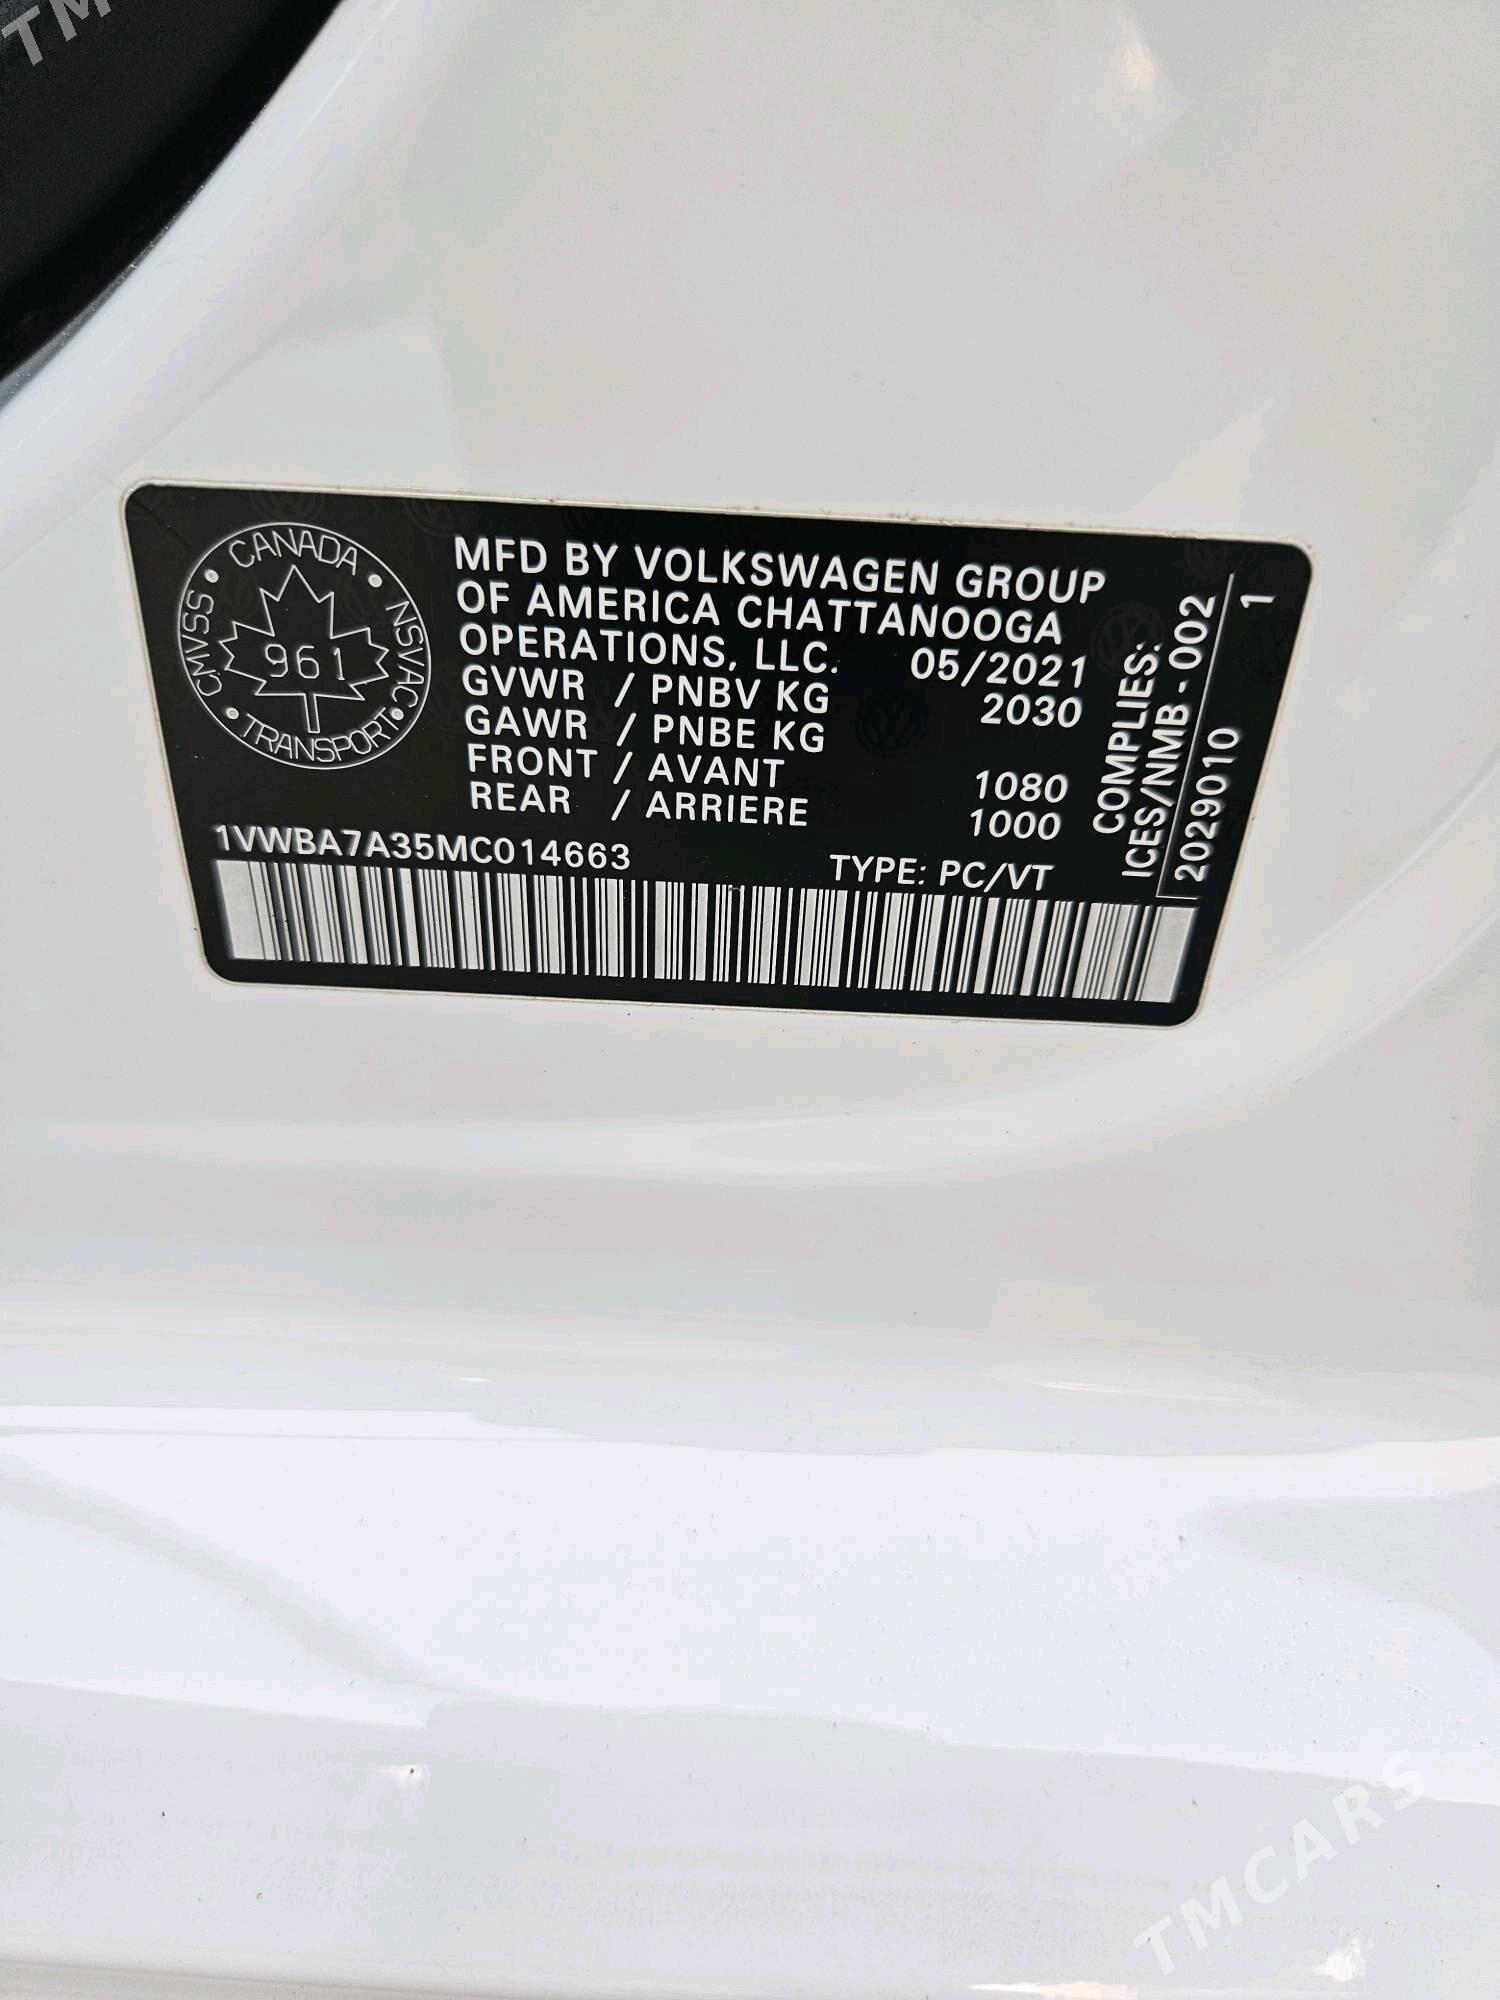 TM
CANADA
CMVSS
NSVAC
961
TRANSPORT
MFD BY VOLKSWAGEN GROUP
OF AMERICA CHATTANOOGA
OPERATIONS, LLC. 05/2021
GVWR / PNBV KG 2030
GAWR / PNBE KG
FRONT / AVANT 1080
REAR / ARRIERE 1000
1VWBA7A35MC014663 TYPE: PC/VT
COMPLIES:
ICES/NMB-002
2029010 1
TMCARS